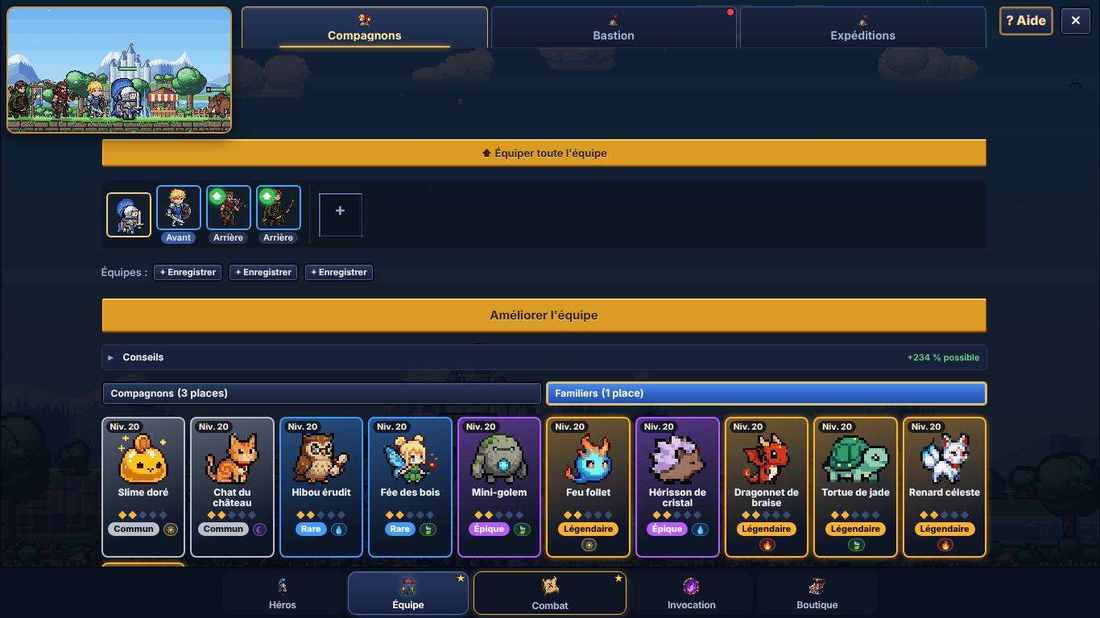 Compagnons
Bastion
Expéditions
? Aide
×
Équiper toute l'équipe
Avant
Arrière
Arrière
+
Équipes :
+ Enregistrer
+ Enregistrer
+ Enregistrer
Améliorer l'équipe
► Conseils
+234 % possible
Compagnons (3 places)
Familiers (1 place)
Niv. 20
Slime doré
Commun
Niv. 20
Chat du
château
Commun
Niv. 20
Hibou érudit
Rare
Niv. 20
Fée des bois
Rare
Niv. 20
Mini-golem
Épique
Niv. 20
Feu follet
Légendaire
Niv. 20
Hérisson de
cristal
Épique
Niv. 20
Dragonnet de
braise
Légendaire
Niv. 20
Tortue de jade
Légendaire
Niv. 20
Renard céleste
Légendaire
Héros
Équipe
Combat
Invocation
Boutique